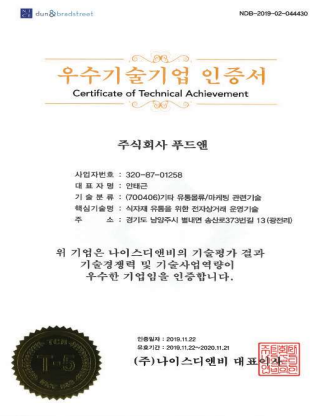 dun&bradstreet
NDB-2019-02-044430
우수기술기업 인증서
Certificate of Technical Achievement
주식회사 푸드앤
사업자번호 : 320-87-01258
대 표 자 명 : 안태근
기 술 분 류 : (700406)기타 유통물류/마케팅 관련기술
핵심기술명 : 식자재 유통을 위한 전자상거래 운영기술
주 소 : 경기도 남양주시 별내면 송산로373번길 13 (광전리)
위 기업은 나이스디앤비의 기술평가 결과
기술경쟁력 및 기술사업역량이
우수한 기업임을 인증합니다.
인증일자 : 2019.11.22
유효기간 : 2019.11.22~2020.11.21
(주)나이스디앤비 대표이사
T-5